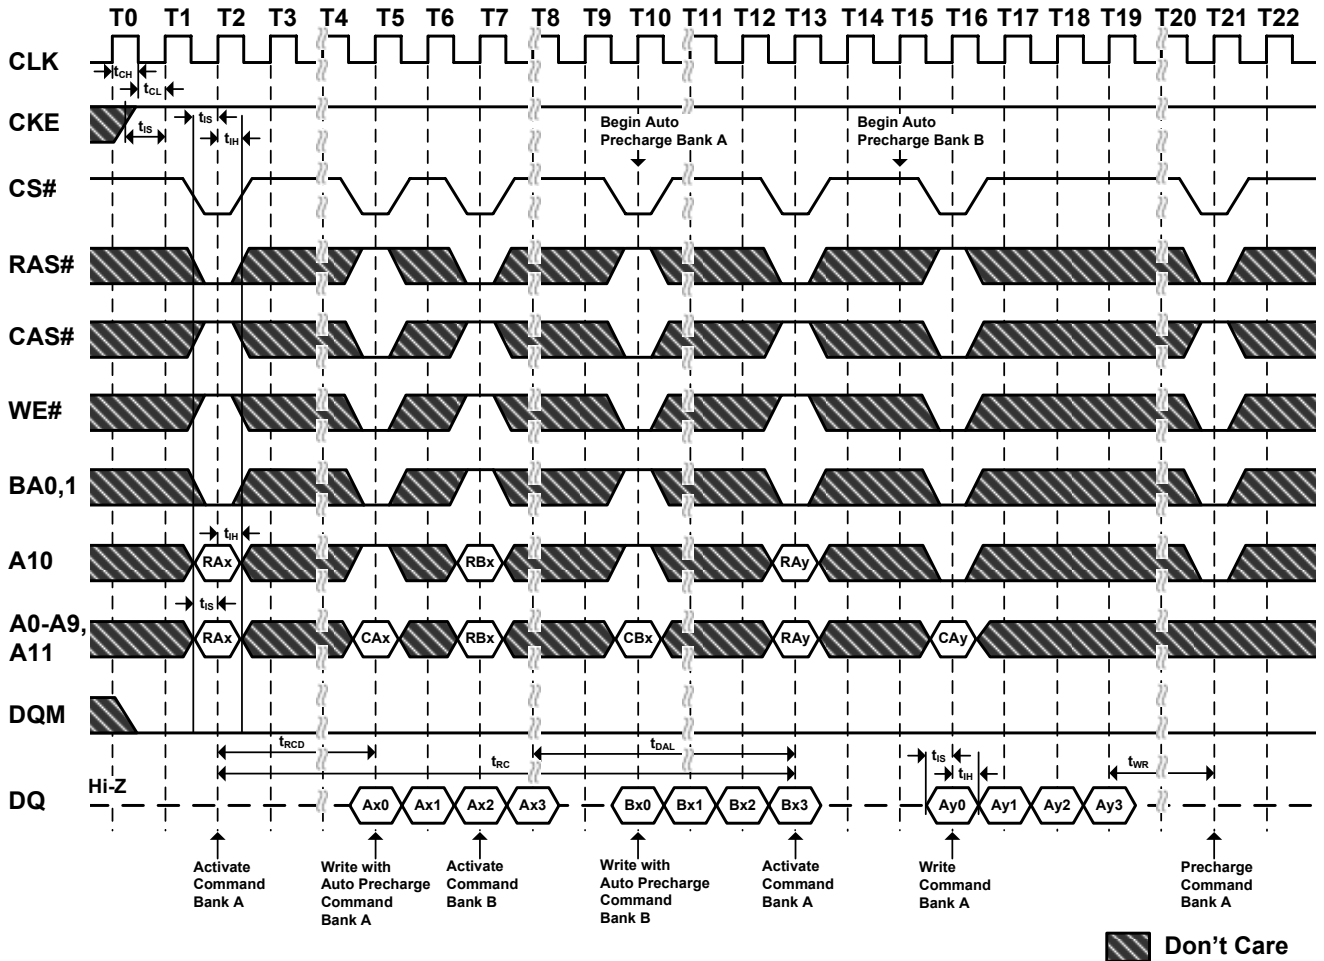 T0 T1 T2 T3 T4 T5 T6 T7 T8 T9 T10 T11 T12 T13 T14 T15 T16 T17 T18 T19 T20 T21 T22
CLK
tCH
tCL
CKE
tIS
tIS
tIH
Begin Auto
Precharge Bank A
Begin Auto
Precharge Bank B
CS#
RAS#
CAS#
WE#
BA0,1
tIH
A10
RAx RBx RAy
tIS
A0-A9,
A11
RAx CAx RBx CBx RAy CAy
DQM
tRCD
tDAL
tRC
tIS
tIH
tWR
Hi-Z
DQ
Ax0 Ax1 Ax2 Ax3 Bx0 Bx1 Bx2 Bx3 Ay0 Ay1 Ay2 Ay3
Activate
Command
Bank A
Write with
Auto Precharge
Command
Bank A
Activate
Command
Bank B
Write with
Auto Precharge
Command
Bank B
Activate
Command
Bank A
Write
Command
Bank A
Precharge
Command
Bank A
Don't Care